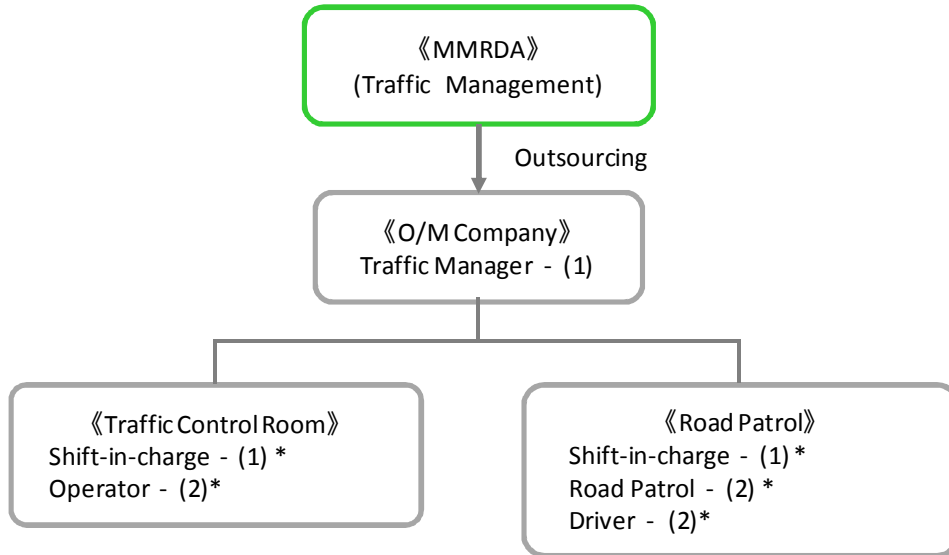 《MMRDA》
(Traffic Management)
Outsourcing
《O/M Company》
Traffic Manager - (1)
《Traffic Control Room》
Shift-in-charge - (1) *
Operator - (2)*
《Road Patrol》
Shift-in-charge - (1) *
Road Patrol - (2) *
Driver - (2)*